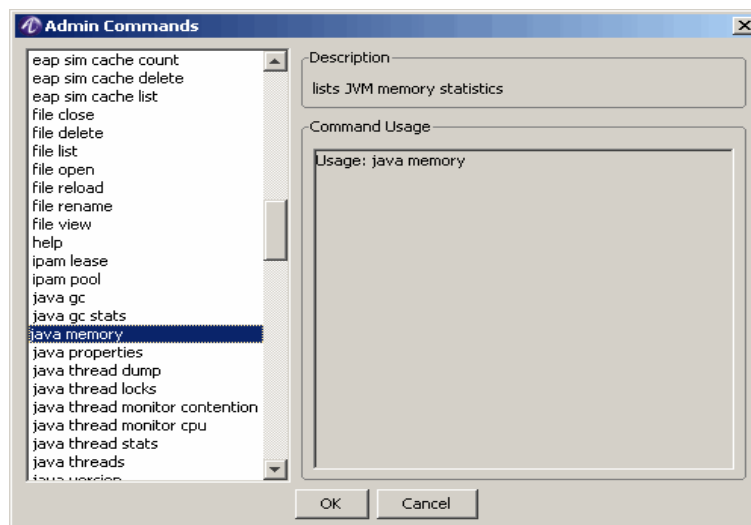 Admin Commands
eap sim cache count
eap sim cache delete
eap sim cache list
file close
file delete
file list
file open
file reload
file rename
file view
help
ipam lease
ipam pool
java gc
java gc stats
java memory
java properties
java thread dump
java thread locks
java thread monitor contention
java thread monitor cpu
java thread stats
java threads
java version
Description
lists JVM memory statistics
Command Usage
Usage: java memory
OK
Cancel